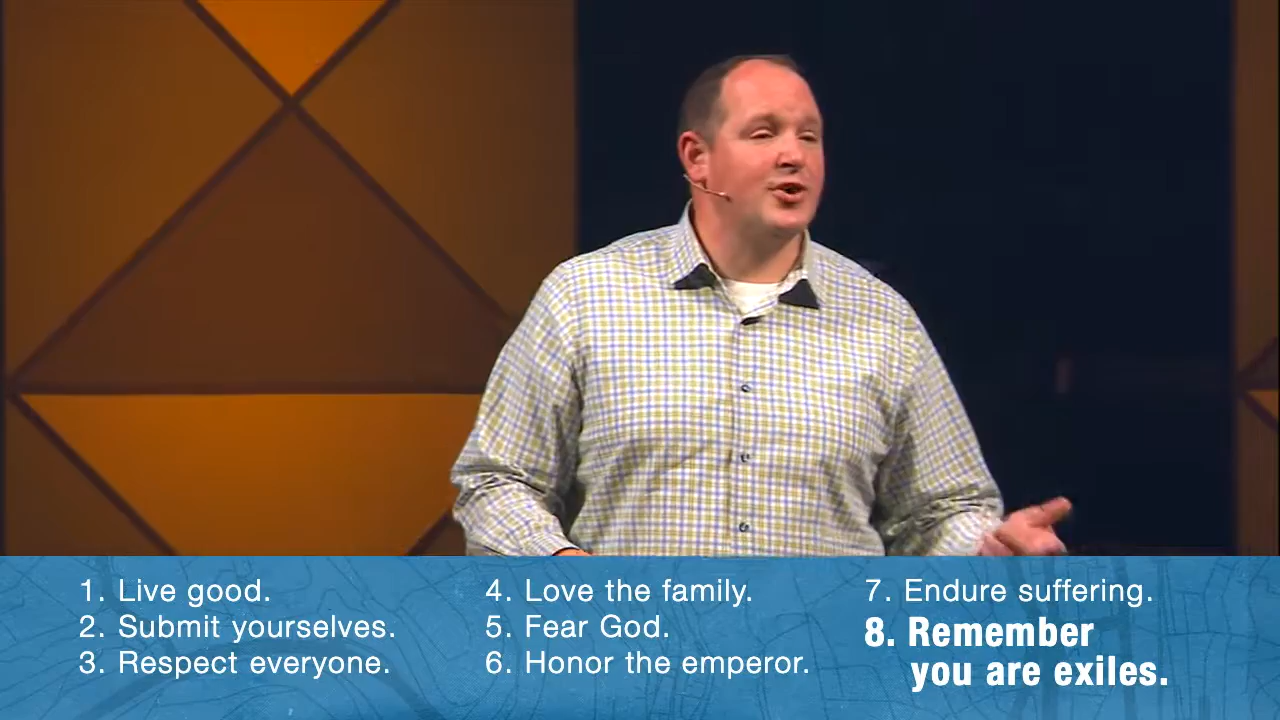 1. Live good.
2. Submit yourselves.
3. Respect everyone.
4. Love the family.
5. Fear God.
6. Honor the emperor.
7. Endure suffering.
8. Remember
you are exiles.